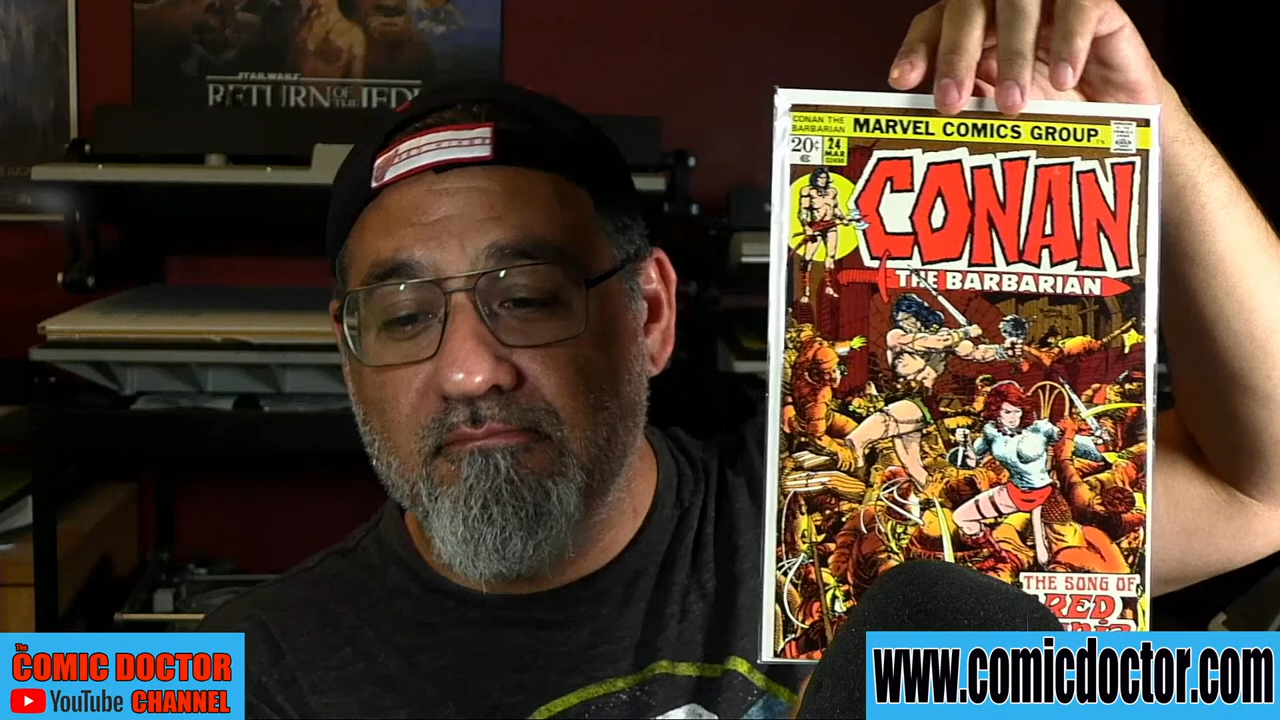 STAR WARS
RETURN OF THE JEDI
CONAN THE
BARBARIAN
MARVEL COMICS GROUP
20¢
24
MAR
CONAN
THE BARBARIAN
THE SONG OF
RED
The
COMIC DOCTOR
YouTube CHANNEL
www.comicdoctor.com